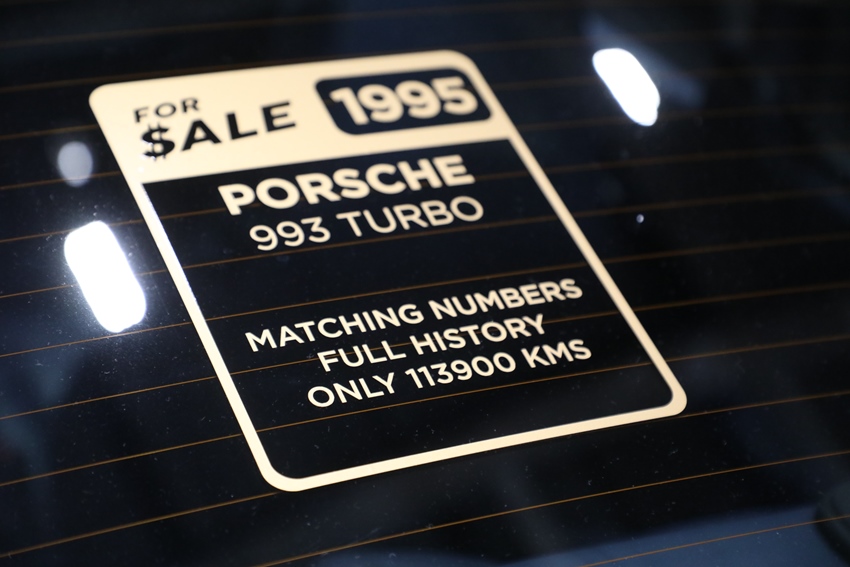 FOR
$ALE
1995
PORSCHE
993 TURBO
MATCHING NUMBERS
FULL HISTORY
ONLY 113900 KMS